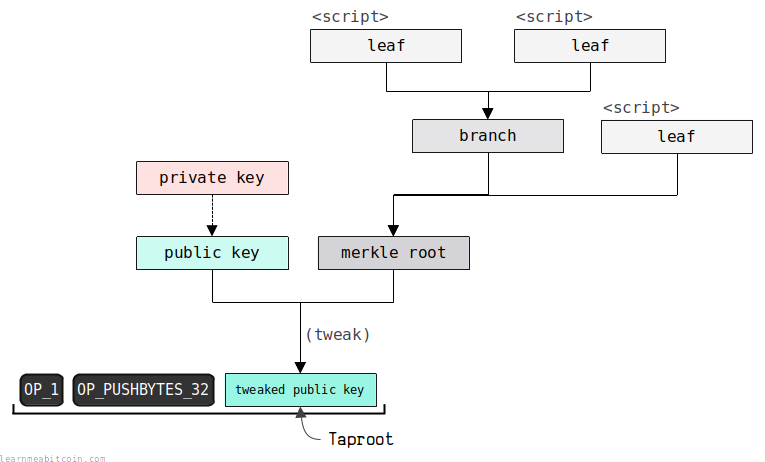 <script>
<script>
leaf
leaf
<script>
branch
leaf
private key
public key
merkle root
(tweak)
OP_1
OP_PUSHBYTES_32
tweaked public key
Taproot
learnmeabitcoin.com